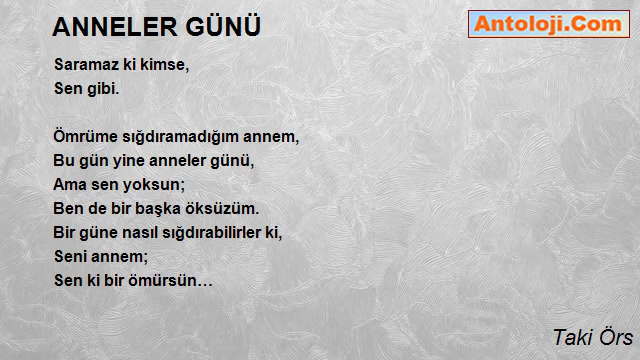 ANNELER GÜNÜ
Antoloji.Com
Saramaz ki kimse,
Sen gibi.
Ömrüme sığdıramadığım annem,
Bu gün yine anneler günü,
Ama sen yoksun;
Ben de bir başka öksüzüm.
Bir güne nasıl sığdırabilirler ki,
Seni annem;
Sen ki bir ömürsün…
Taki Örs